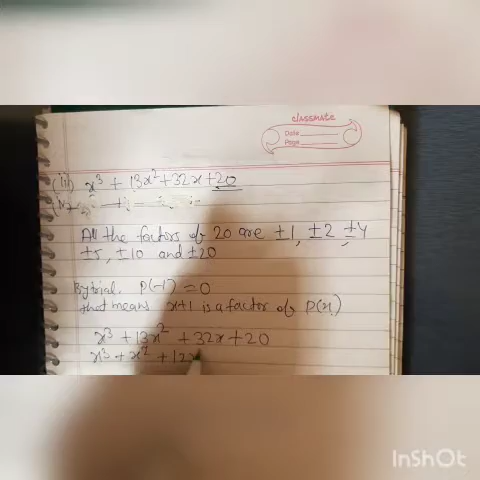 classmate
Date
Page
(iii) x³ + 13x² + 32x + 20
All the factors of 20 are ±1, ±2, ±4
±5, ±10 and ±20
By trial, P(-1) = 0
that means x+1 is a factor of P(x)
x³ + 13x² + 32x + 20
x³ + x² + 12x
InShOt